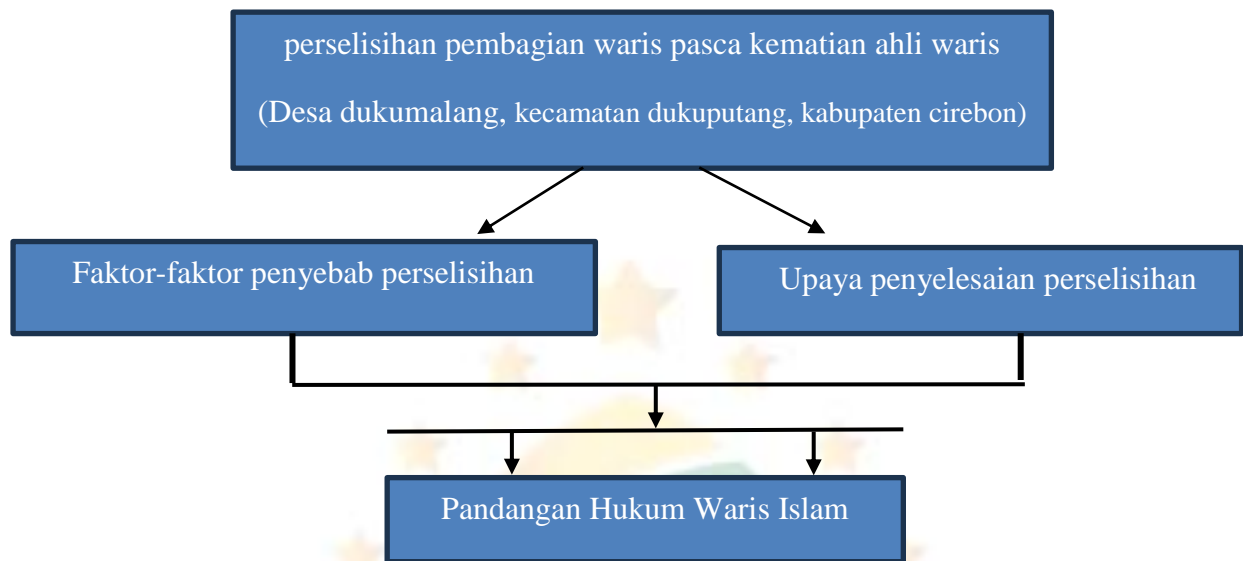 perselisihan pembagian waris pasca kematian ahli waris
(Desa dukumalang, kecamatan dukuputang, kabupaten cirebon)
Faktor-faktor penyebab perselisihan
Upaya penyelesaian perselisihan
Pandangan Hukum Waris Islam